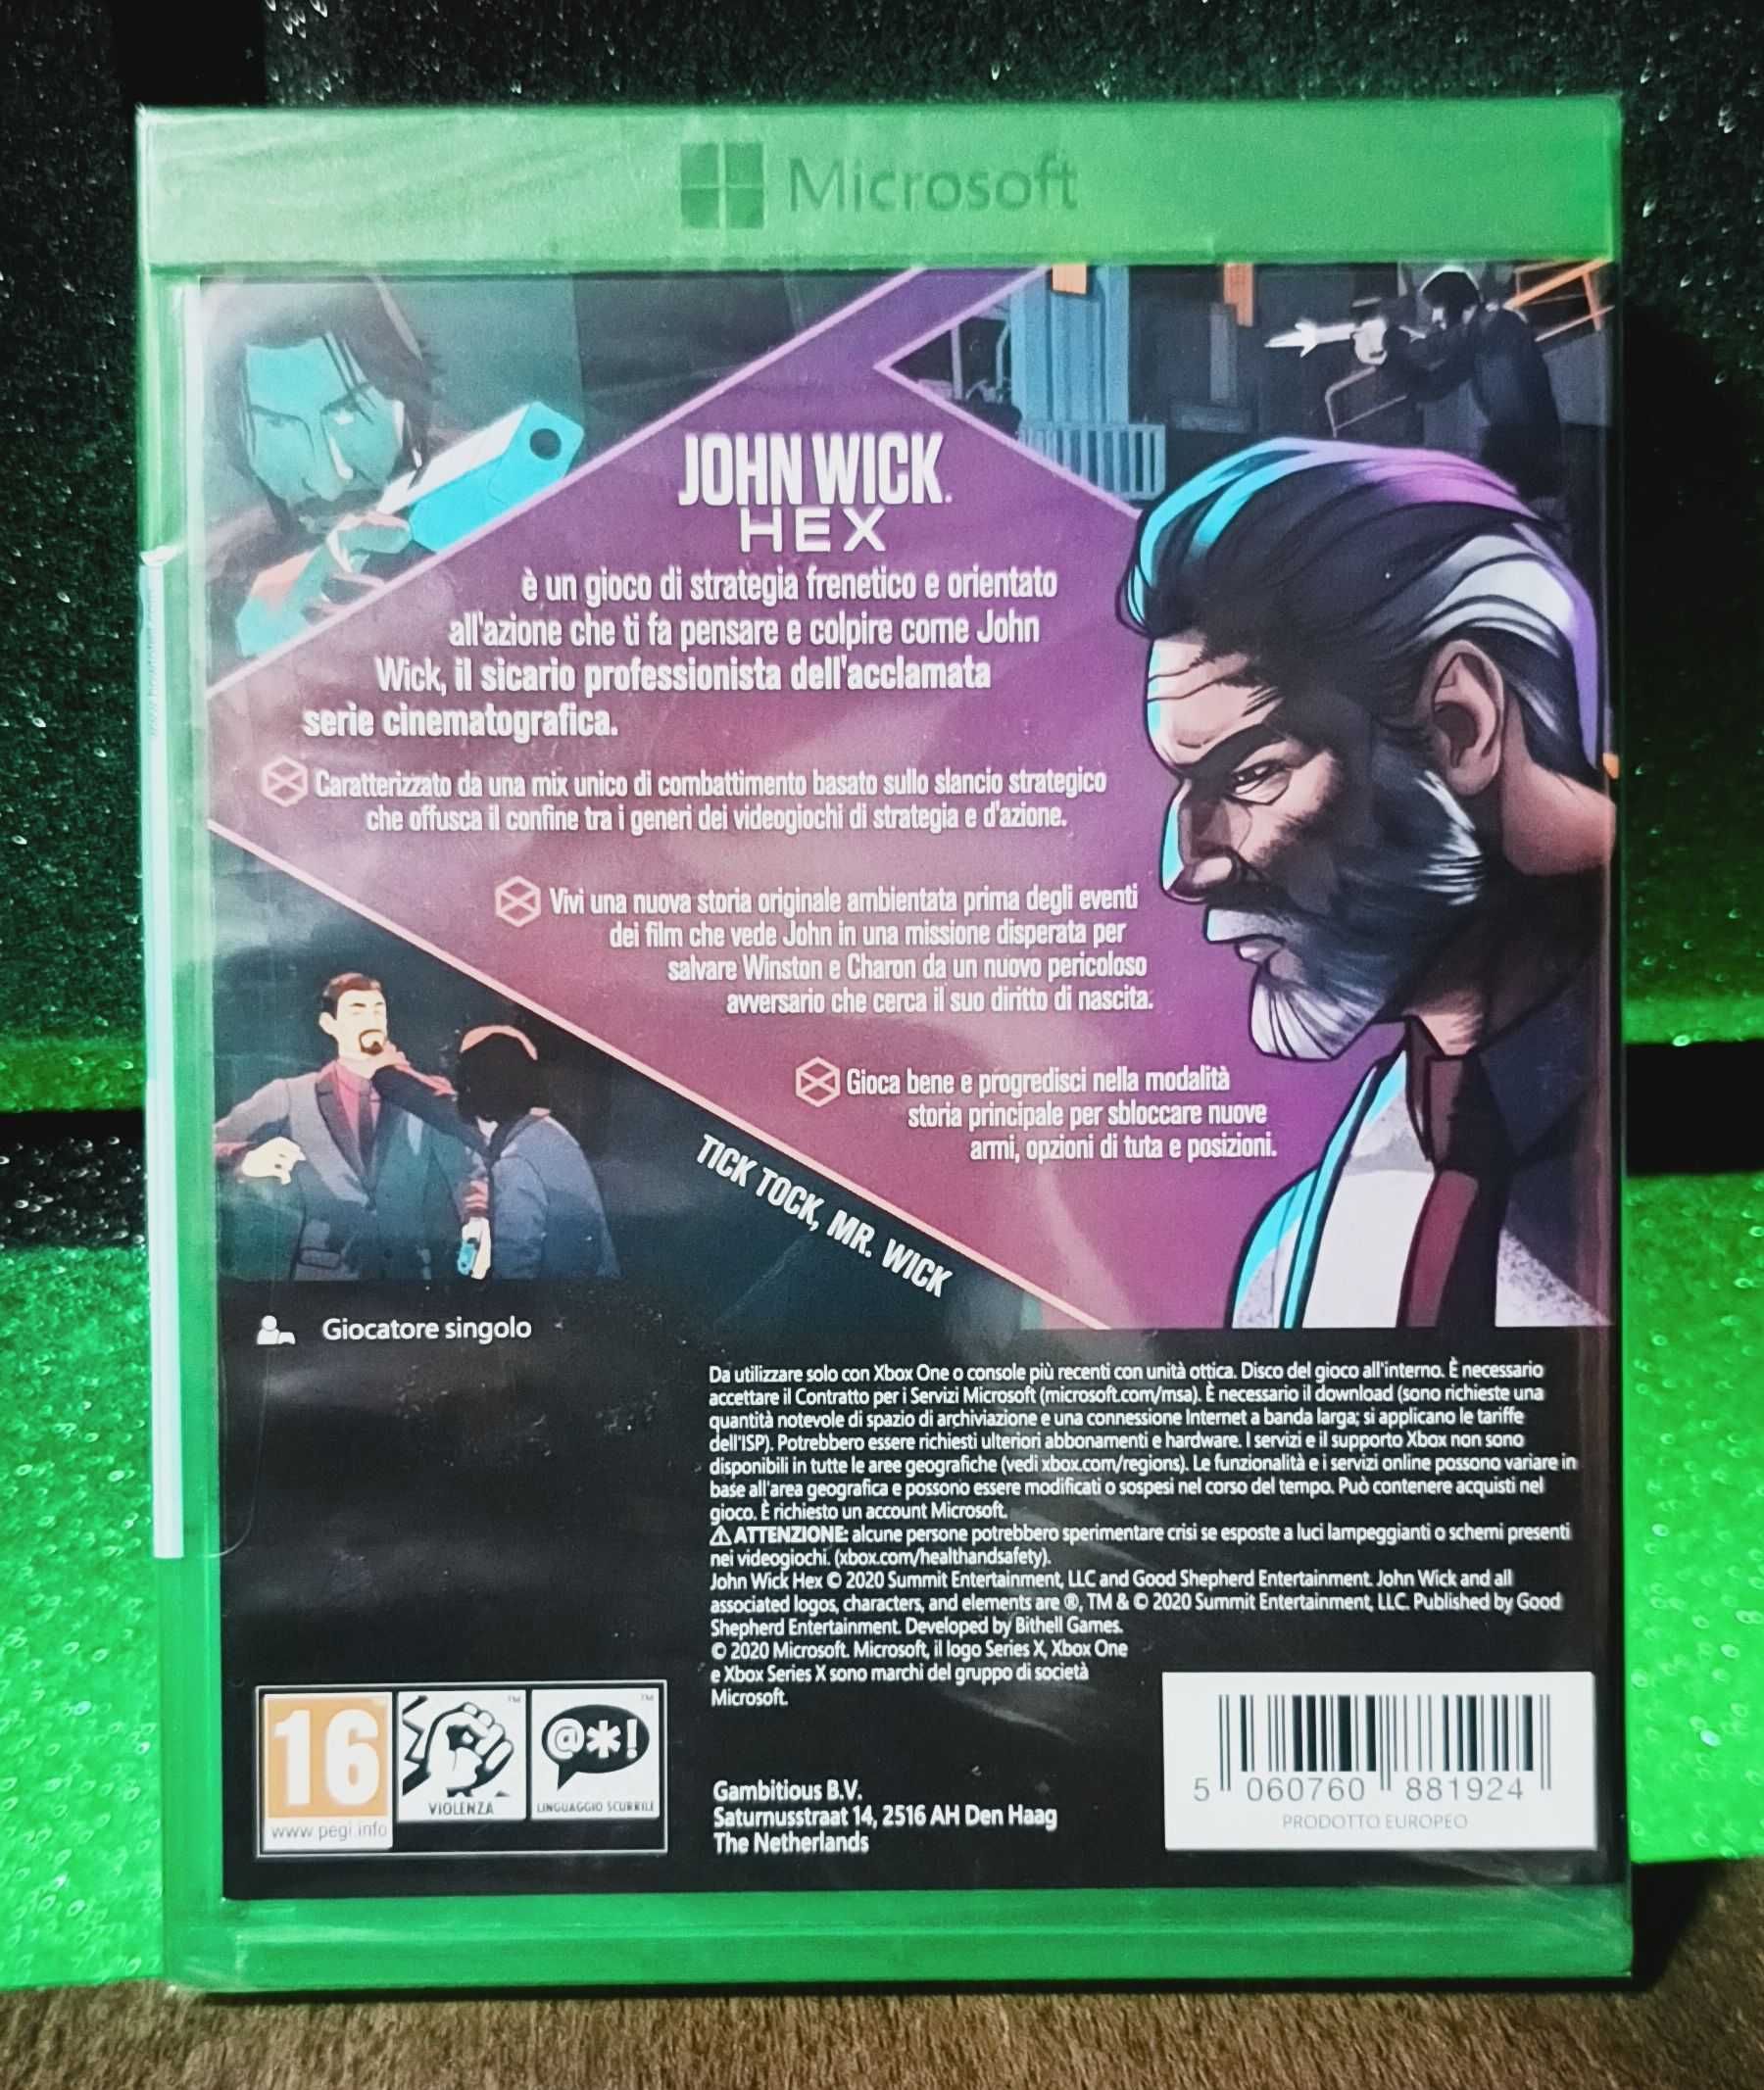 Microsoft
JOHN WICK.
HEX
è un gioco di strategia frenetico e orientato
all'azione che ti fa pensare e colpire come John
Wick, il sicario professionista dell'acclamata
serie cinematografica.
Caratterizzato da una mix unico di combattimento basato sullo slancio strategico
che offusca il confine tra i generi dei videogiochi di strategia e d'azione.
Vivi una nuova storia originale ambientata prima degli eventi
dei film che vede John in una missione disperata per
salvare Winston e Charon da un nuovo pericoloso
avversario che cerca il suo diritto di nascita.
Gioca bene e progredisci nella modalità
storia principale per sbloccare nuove
armi, opzioni di tuta e posizioni.
TICK TOCK, MR. WICK
Giocatore singolo
Da utilizzare solo con Xbox One o console più recenti con unità ottica. Disco del gioco all'interno. È necessario
accettare il Contratto per i Servizi Microsoft (microsoft.com/msa). È necessario il download (sono richieste una
quantità notevole di spazio di archiviazione e una connessione Internet a banda larga; si applicano le tariffe
dell'ISP). Potrebbero essere richiesti ulteriori abbonamenti e hardware. I servizi e il supporto Xbox non sono
disponibili in tutte le aree geografiche (vedi xbox.com/regions). Le funzionalità e i servizi online possono variare in
base all'area geografica e possono essere modificati o sospesi nel corso del tempo. Può contenere acquisti nel
gioco. È richiesto un account Microsoft.
⚠ ATTENZIONE: alcune persone potrebbero sperimentare crisi se esposte a luci lampeggianti o schemi presenti
nei videogiochi. (xbox.com/healthandsafety).
John Wick Hex © 2020 Summit Entertainment, LLC and Good Shepherd Entertainment. John Wick and all
associated logos, characters, and elements are ®, TM & © 2020 Summit Entertainment, LLC. Published by Good
Shepherd Entertainment. Developed by Bithell Games.
© 2020 Microsoft. Microsoft, il logo Series X, Xbox One
e Xbox Series X sono marchi del gruppo di società
Microsoft.
16
www.pegi.info
VIOLENZA
TM
@*!
TM
LINGUAGGIO SCURRILE
Gambitious B.V.
Saturnusstraat 14, 2516 AH Den Haag
The Netherlands
5 060760 881924
PRODOTTO EUROPEO